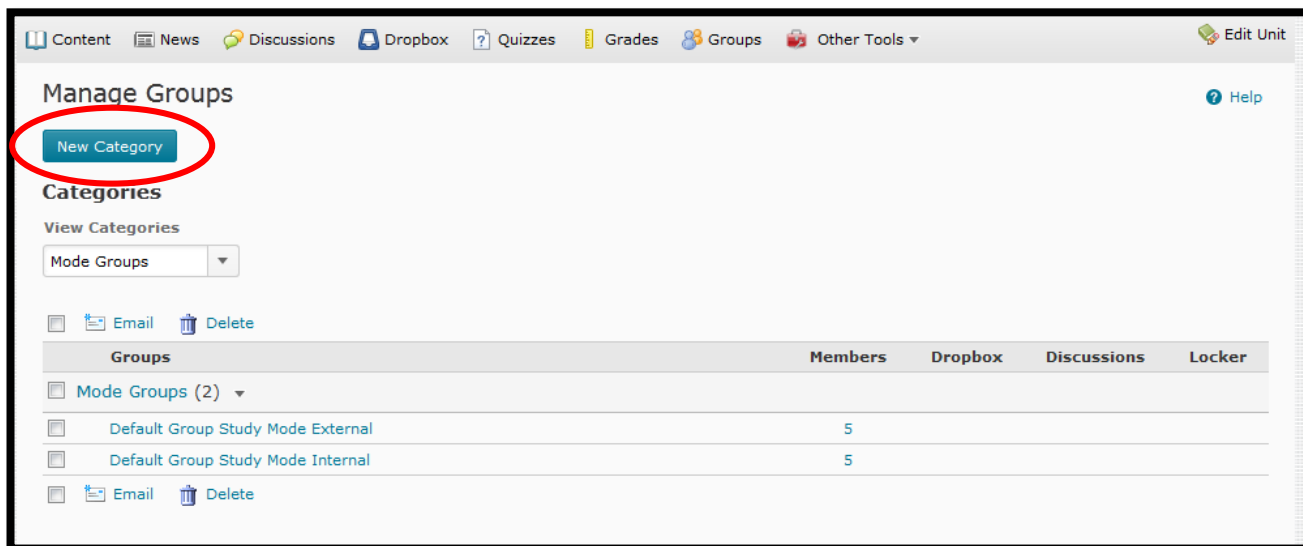 Content News Discussions Dropbox Quizzes Grades Groups Other Tools Edit Unit
Manage Groups
Help
New Category
Categories
View Categories
Mode Groups
Email Delete
Groups Members Dropbox Discussions Locker
Mode Groups (2)
Default Group Study Mode External 5
Default Group Study Mode Internal 5
Email Delete